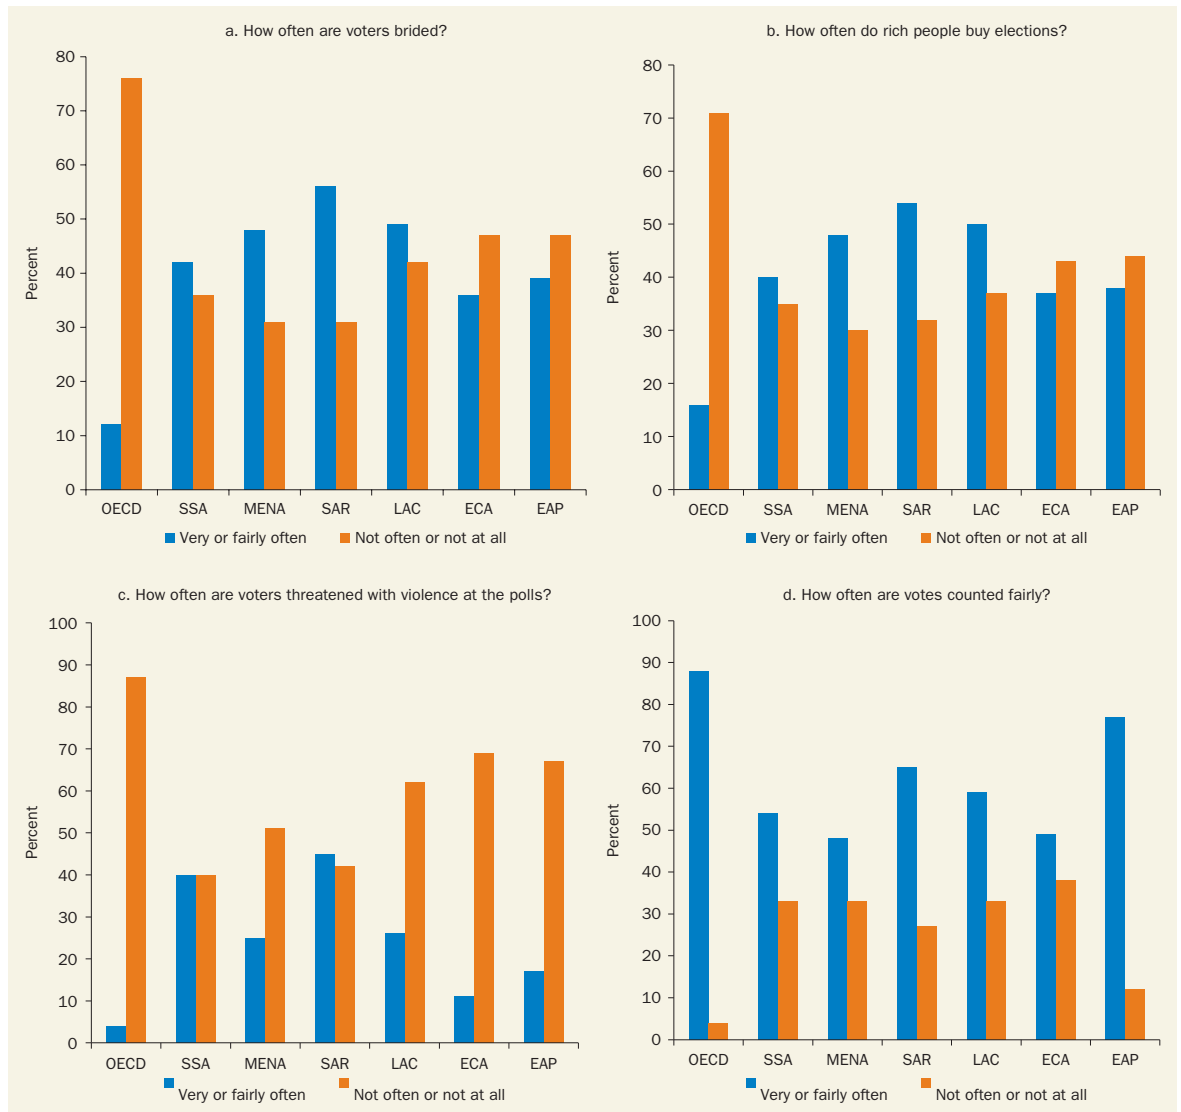 a. How often are voters brided?
80
70
60
50
40
30
20
10
0
Percent
OECD SSA MENA SAR LAC ECA EAP
Very or fairly often Not often or not at all
b. How often do rich people buy elections?
80
70
60
50
40
30
20
10
0
Percent
OECD SSA MENA SAR LAC ECA EAP
Very or fairly often Not often or not at all
c. How often are voters threatened with violence at the polls?
100
90
80
70
60
50
40
30
20
10
0
Percent
OECD SSA MENA SAR LAC ECA EAP
Very or fairly often Not often or not at all
d. How often are votes counted fairly?
100
90
80
70
60
50
40
30
20
10
0
Percent
OECD SSA MENA SAR LAC ECA EAP
Very or fairly often Not often or not at all